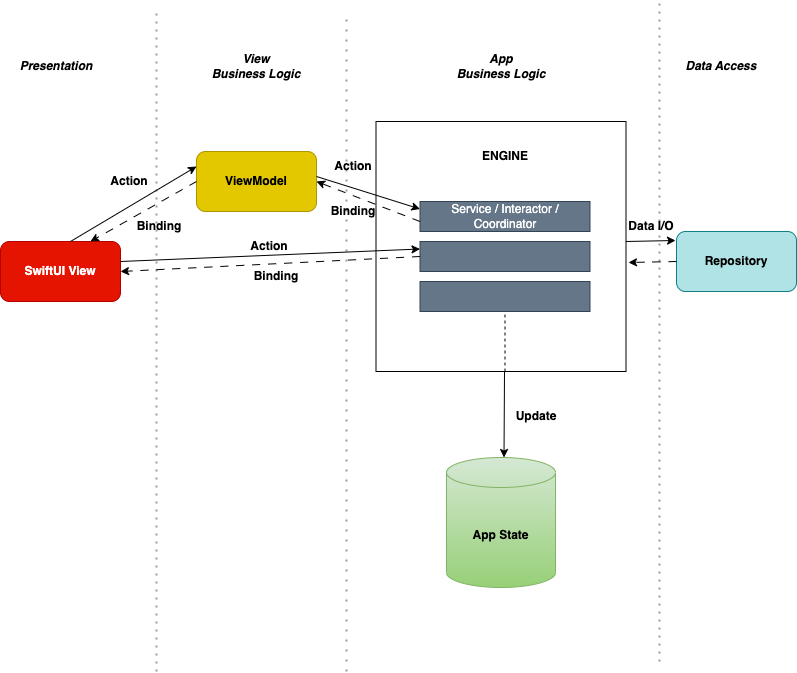 Presentation
View
Business Logic
App
Business Logic
Data Access
ENGINE
Action
ViewModel
Action
Binding
Binding
Service / Interactor /
Coordinator
Data I/O
Action
Binding
SwiftUI View
Repository
Update
App State